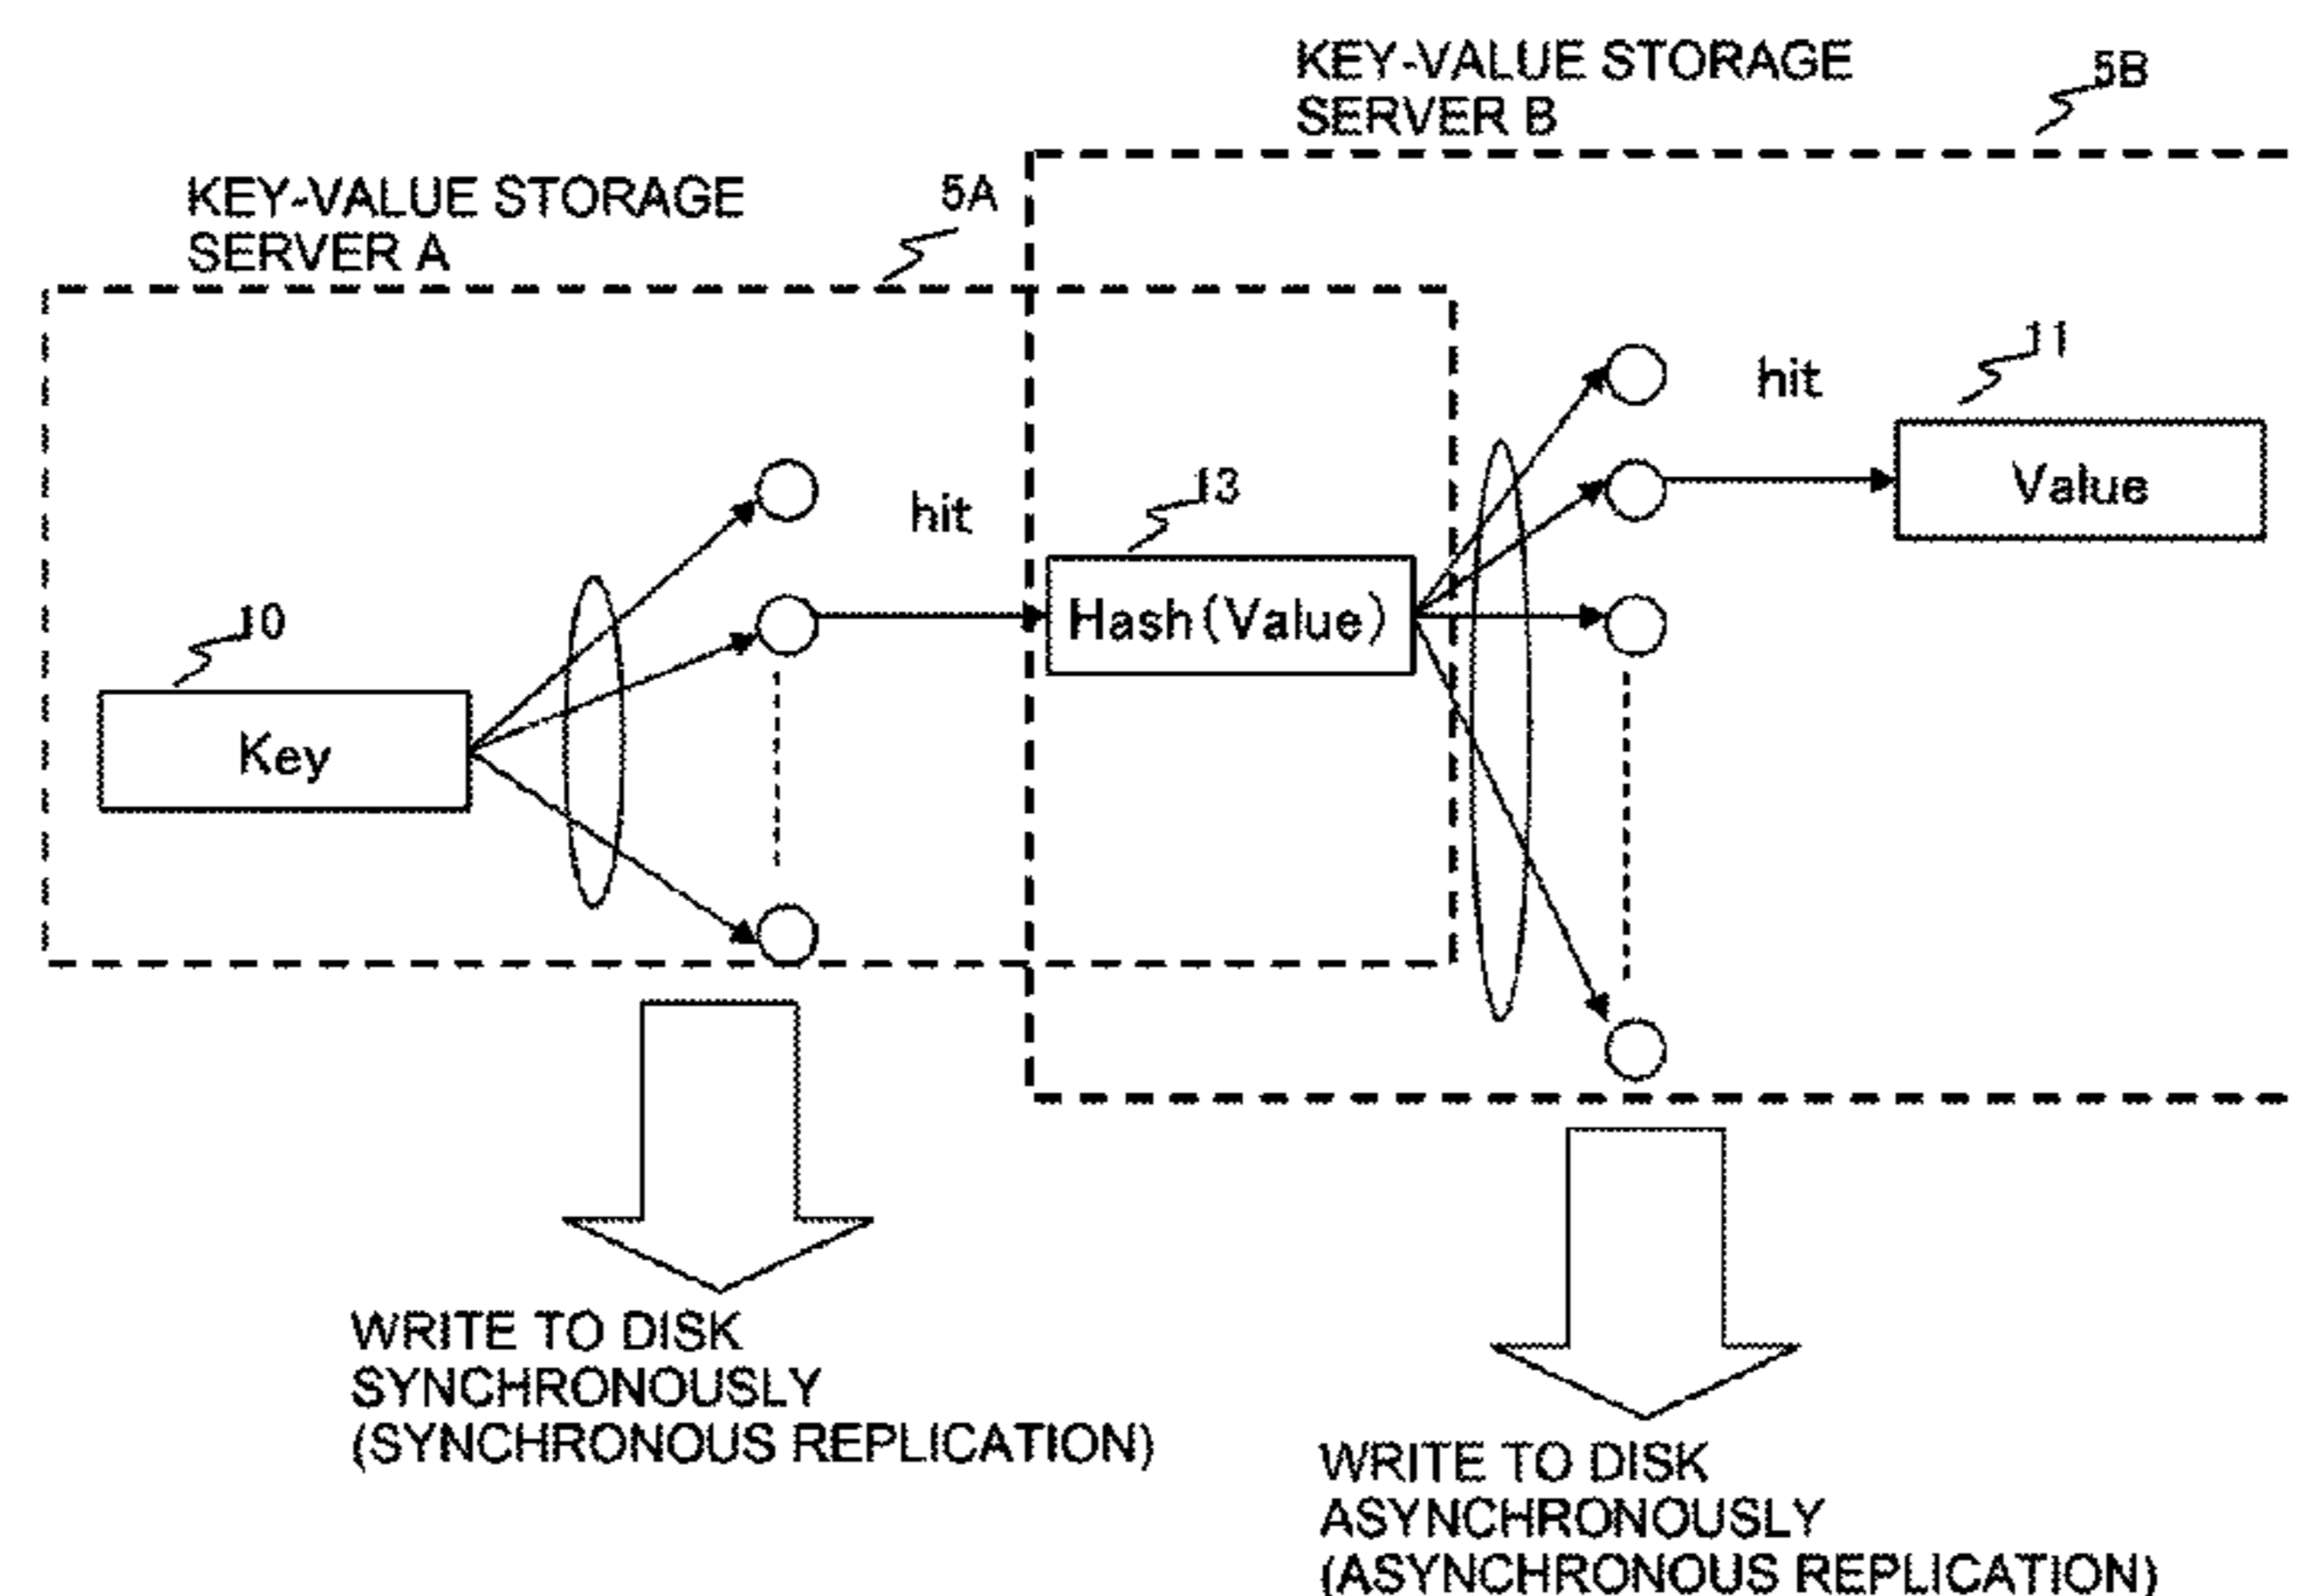 KEY-VALUE STORAGE
SERVER B
5B
KEY-VALUE STORAGE
SERVER A
5A
11
hit
Value
13
hit
Hash(Value)
10
Key
WRITE TO DISK
SYNCHRONOUSLY
(SYNCHRONOUS REPLICATION)
WRITE TO DISK
ASYNCHRONOUSLY
(ASYNCHRONOUS REPLICATION)